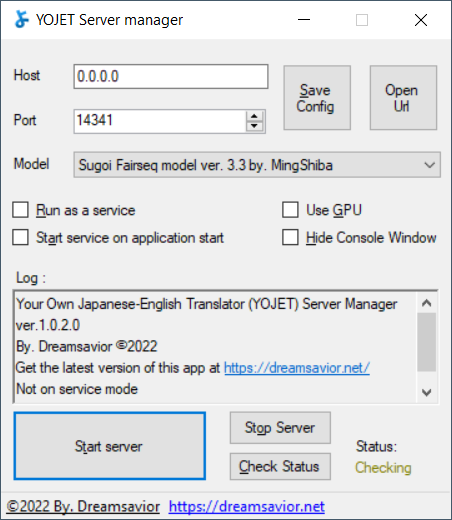 YOJET Server manager
Host
0.0.0.0
Save
Config
Open
Url
Port
14341
Model
Sugoi Fairseq model ver. 3.3 by. MingShiba
Run as a service
Use GPU
Start service on application start
Hide Console Window
Log :
Your Own Japanese-English Translator (YOJET) Server Manager
ver.1.0.2.0
By. Dreamsavior ©2022
Get the latest version of this app at https://dreamsavior.net/
Not on service mode
Start server
Stop Server
Check Status
Status:
Checking
©2022 By. Dreamsavior https://dreamsavior.net